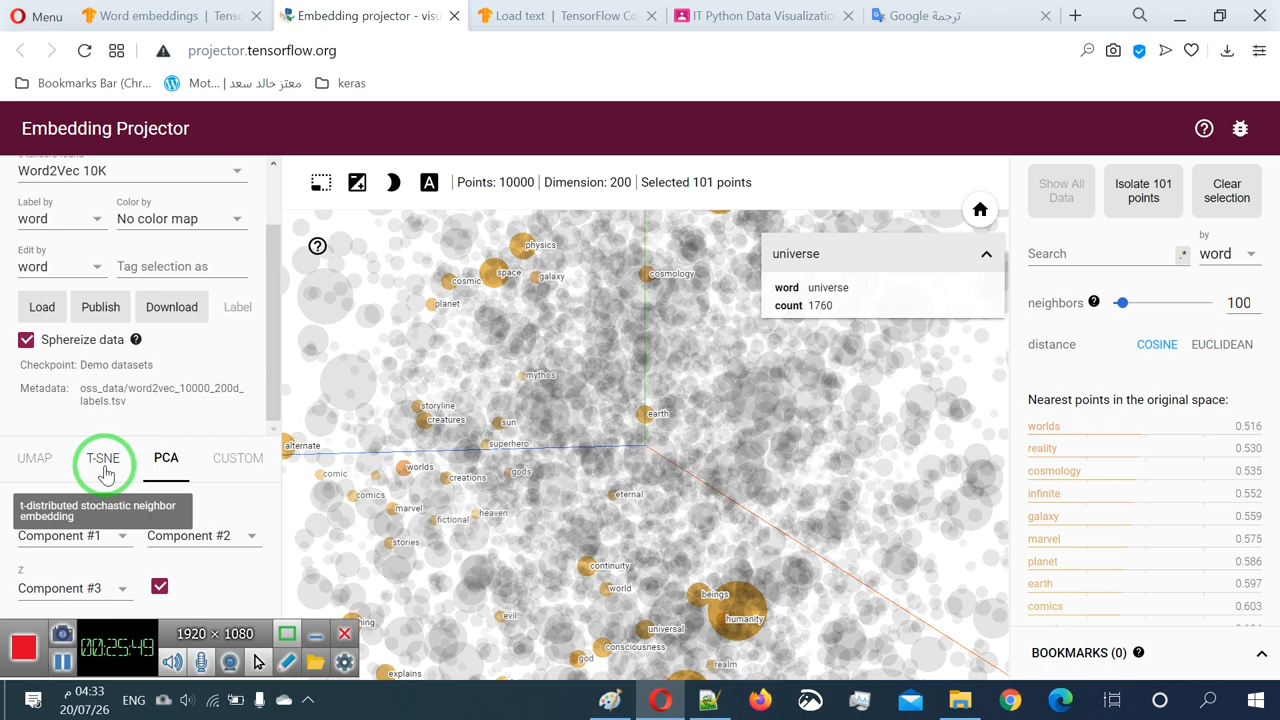 Menu
Word embeddings | Tenso
Embedding projector - visu
Load text | TensorFlow Co
IT Python Data Visualizatio
ترجمة Google
projector.tensorflow.org
Bookmarks Bar (Chr...
Mot... | معتز خالد سعد
keras
Embedding Projector
Word2Vec 10K
Label by
word
Color by
No color map
Edit by
word
Tag selection as
Load
Publish
Download
Label
Sphereize data
Checkpoint: Demo datasets
Metadata: oss_data/word2vec_10000_200d_
labels.tsv
UMAP
T-SNE
PCA
CUSTOM
t-distributed stochastic neighbor
embedding
Component #1
Component #2
Z
Component #3
00:25:49
1920 × 1080
A
Points: 10000 | Dimension: 200 | Selected 101 points
physics
space
cosmic
galaxy
planet
cosmology
mythos
storyline
creatures
sun
earth
alternate
superhero
worlds
comic
creations
gods
comics
marvel
fictional
heaven
eternal
stories
continuity
world
beings
humanity
evil
universal
consciousness
god
realm
explains
universe
word universe
count 1760
Show All
Data
Isolate 101
points
Clear
selection
Search
.*
by
word
neighbors
100
distance
COSINE
EUCLIDEAN
Nearest points in the original space:
worlds 0.516
reality 0.530
cosmology 0.535
infinite 0.552
galaxy 0.559
marvel 0.575
planet 0.586
earth 0.597
comics 0.603
BOOKMARKS (0)
ENG
04:33 م
20/07/26